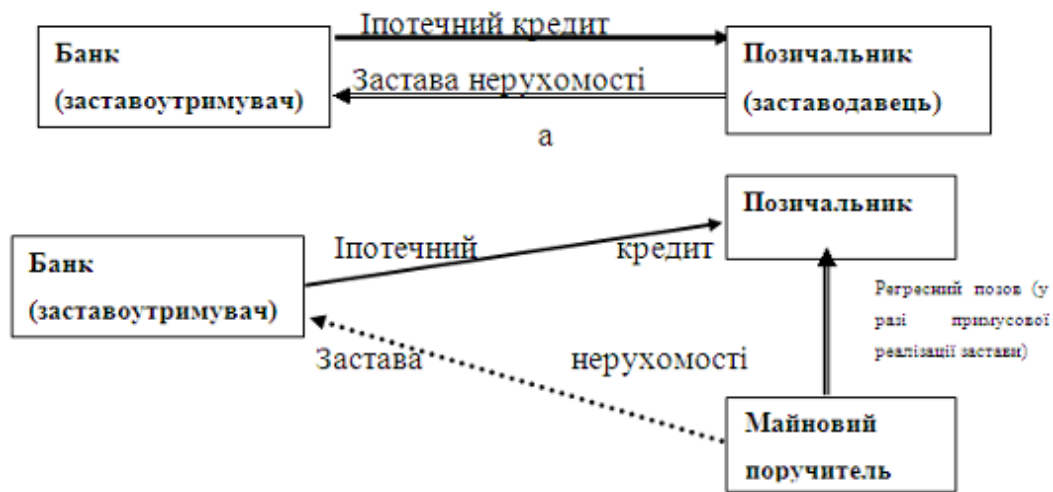 Іпотечний кредит
Банк
(заставоутримувач)
Позичальник
(заставодавець)
Застава нерухомості
а
Позичальник
Іпотечний кредит
Банк
(заставоутримувач)
Регресний позов (у
разі примусової
реалізації застави)
Застава нерухомості
Майновий
поручитель